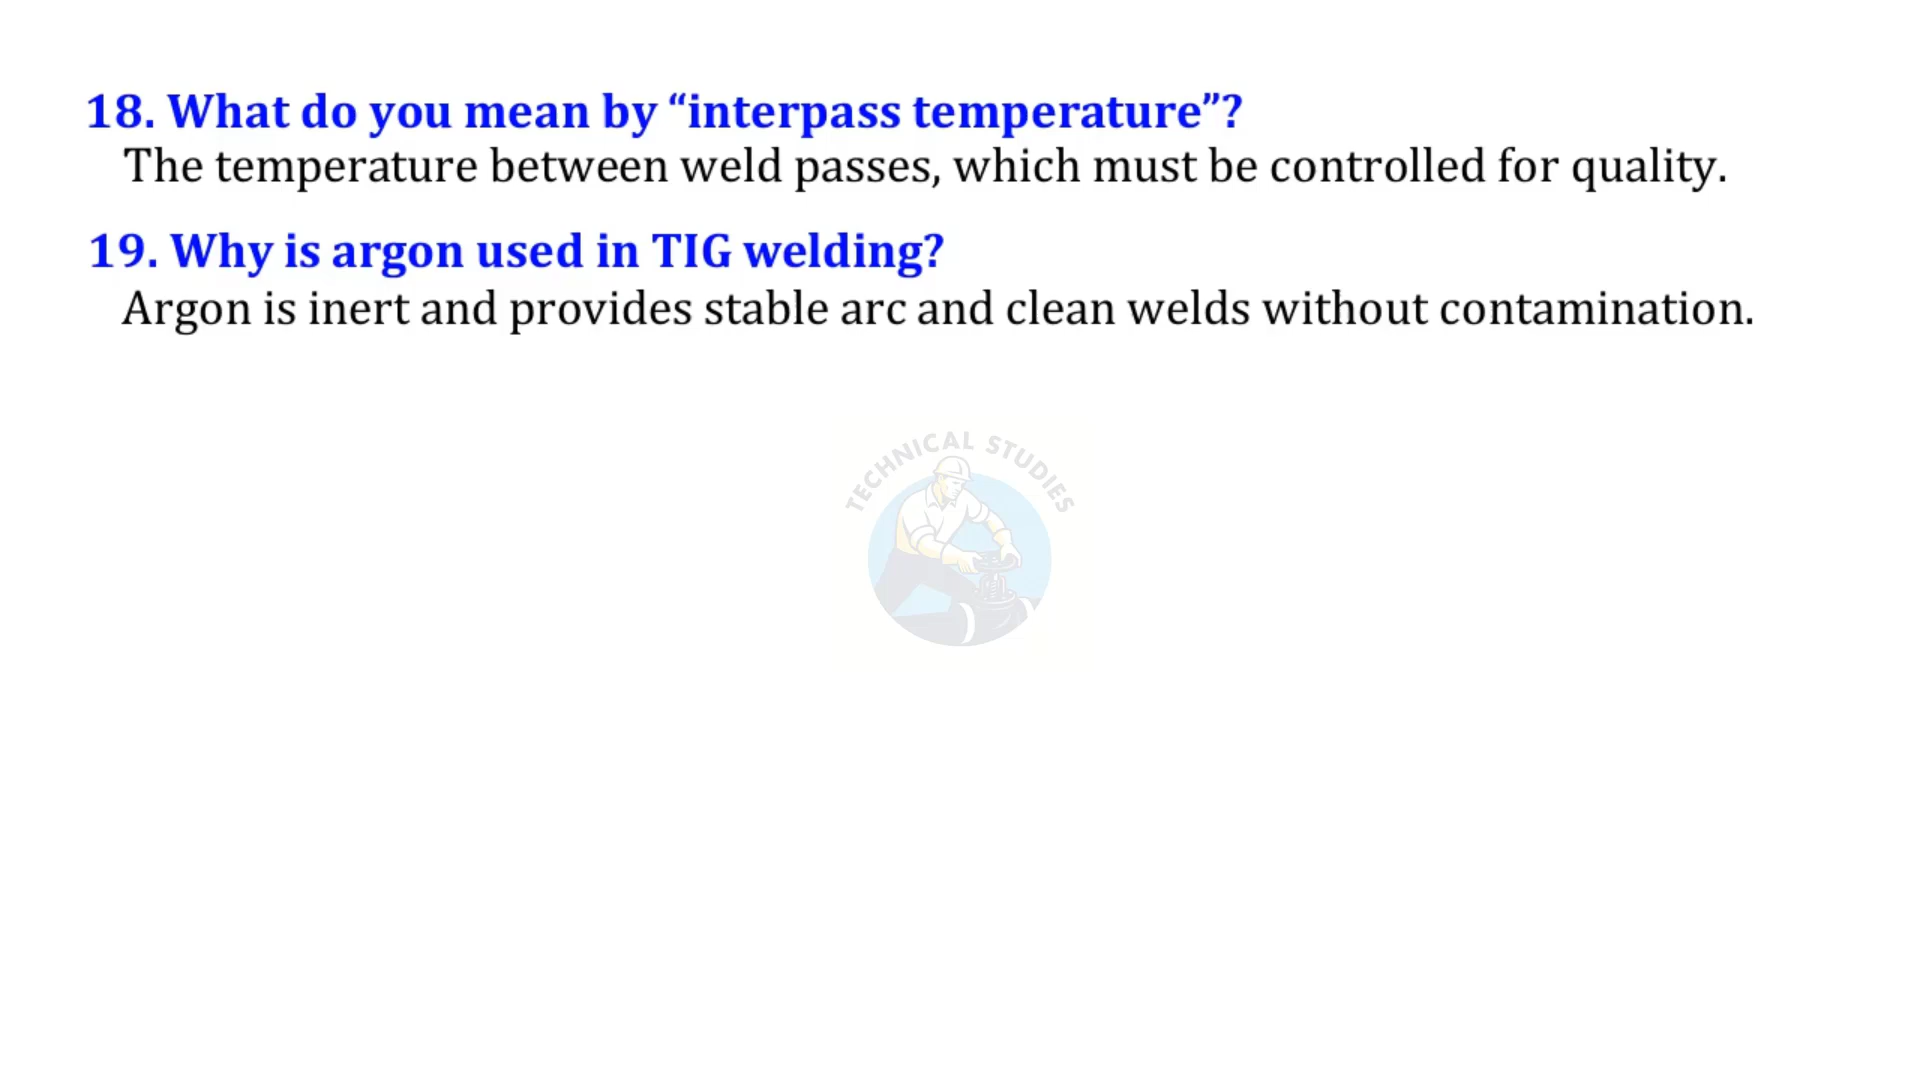 18. What do you mean by “interpass temperature”?
The temperature between weld passes, which must be controlled for quality.
19. Why is argon used in TIG welding?
Argon is inert and provides stable arc and clean welds without contamination.
TECHNICAL STUDIES